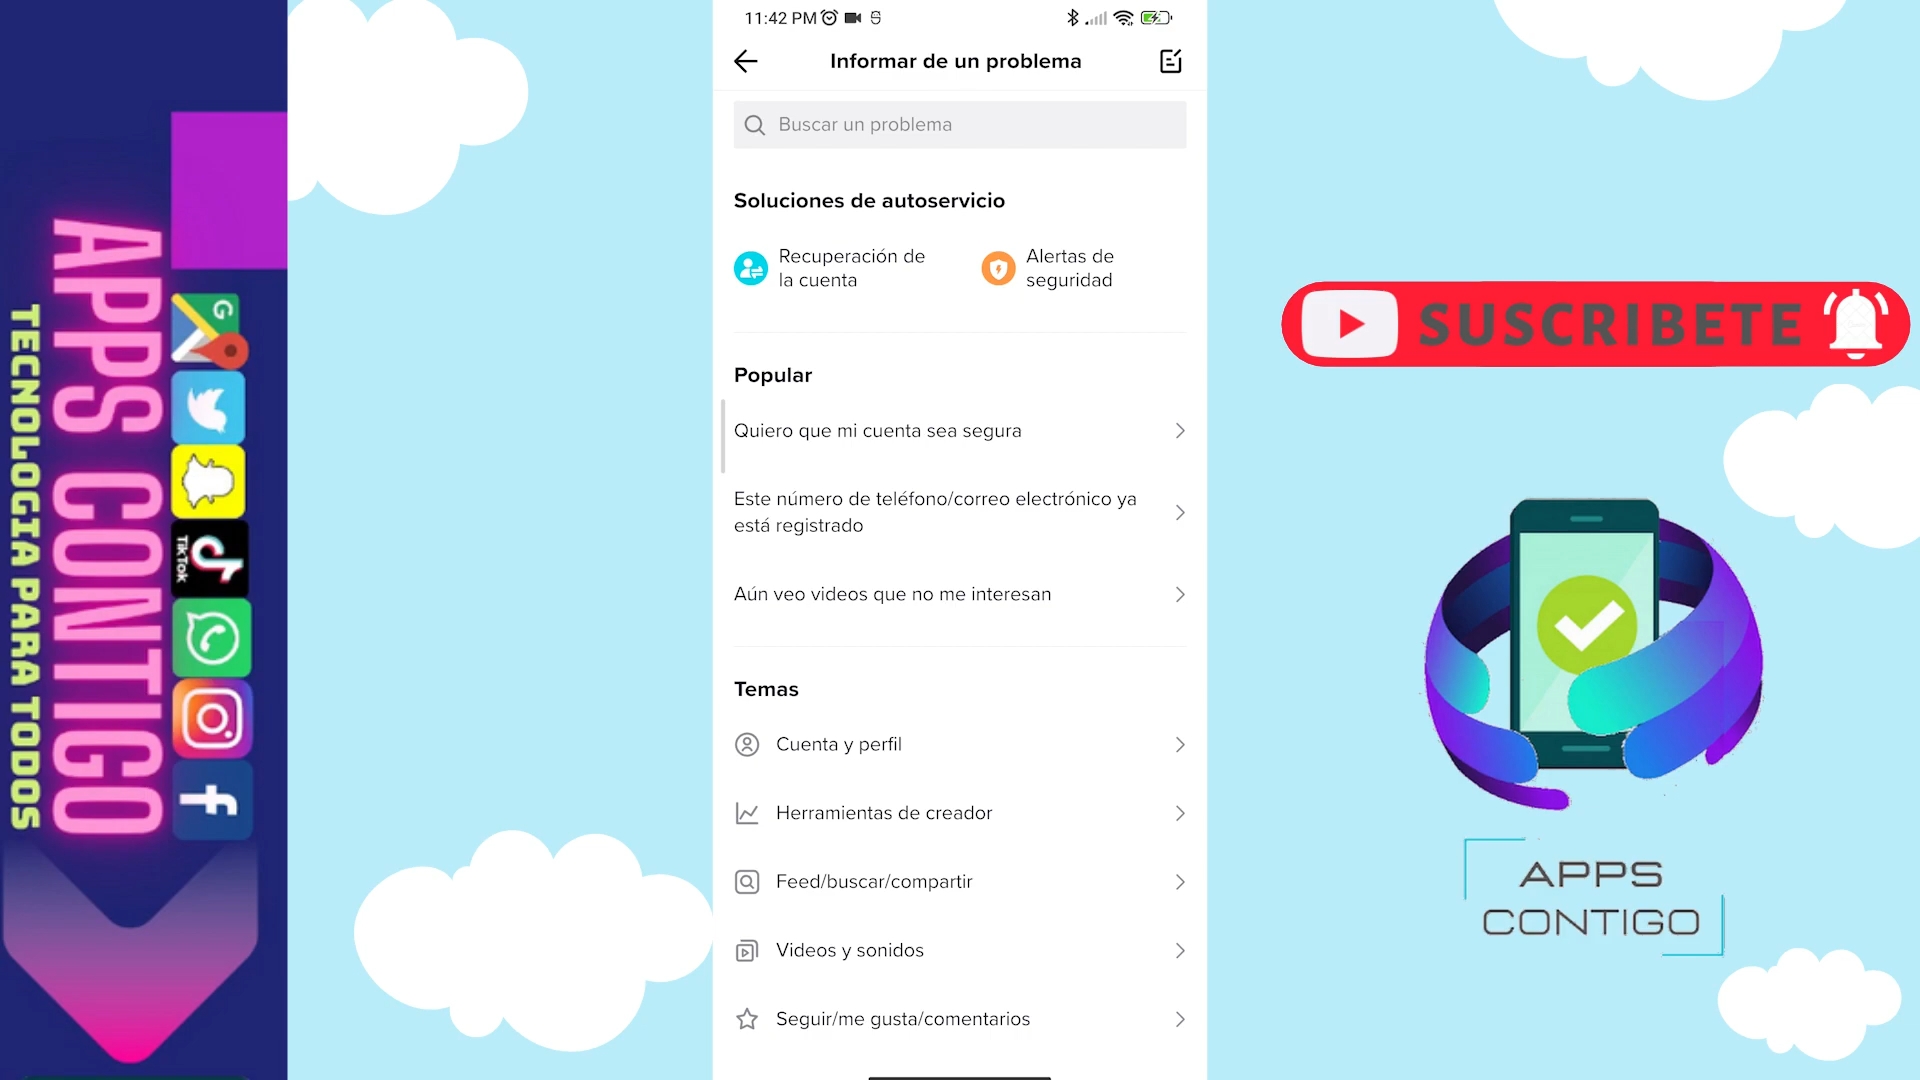 APPS CONTIGO
TECNOLOGIA PARA TODOS
G
TikTok
11:42 PM
Informar de un problema
Buscar un problema
Soluciones de autoservicio
Recuperación de
la cuenta
Alertas de
seguridad
Popular
Quiero que mi cuenta sea segura
Este número de teléfono/correo electrónico ya
está registrado
Aún veo videos que no me interesan
Temas
Cuenta y perfil
Herramientas de creador
Feed/buscar/compartir
Videos y sonidos
Seguir/me gusta/comentarios
SUSCRIBETE
APPS
CONTIGO